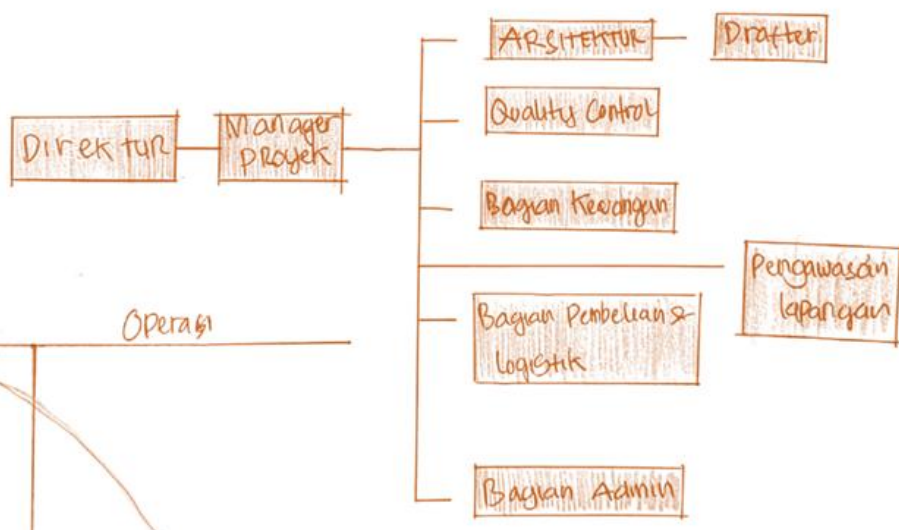 ARSITEKTUR
Drafter
Quality Control
Direktur
Manager
Proyek
Bagian Keuangan
Pengawasan
lapangan
Operasi
Bagian Pembelian &
logistik
Bagian Admin